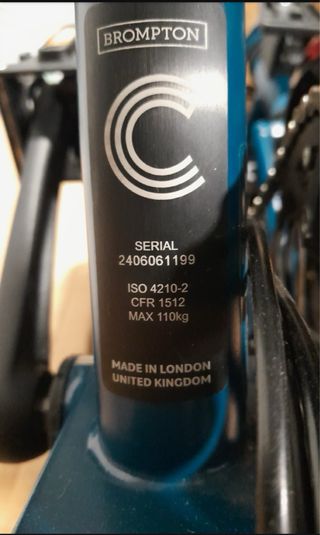 BROMPTON
C
SERIAL
2406061199
ISO 4210-2
CFR 1512
MAX 110kg
MADE IN LONDON
UNITED KINGDOM